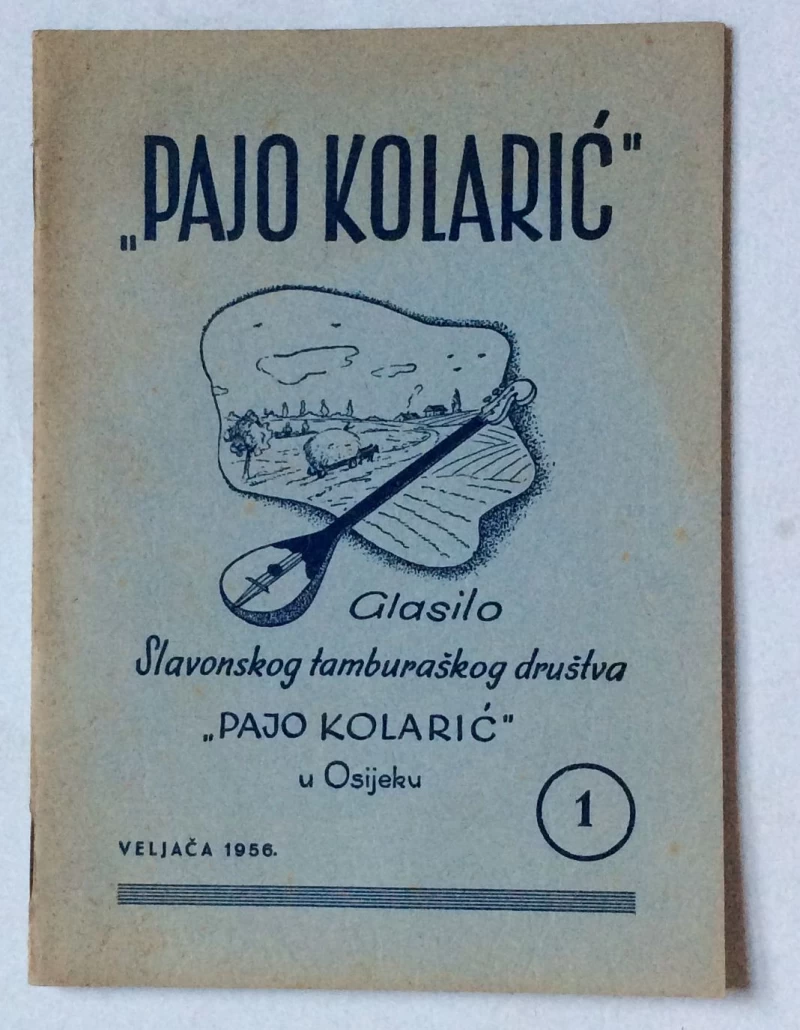 „PAJO KOLARIĆ"
Glasilo
Slavonskog tamburaškog društva
„PAJO KOLARIĆ"
u Osijeku
1
VELJAČA 1956.